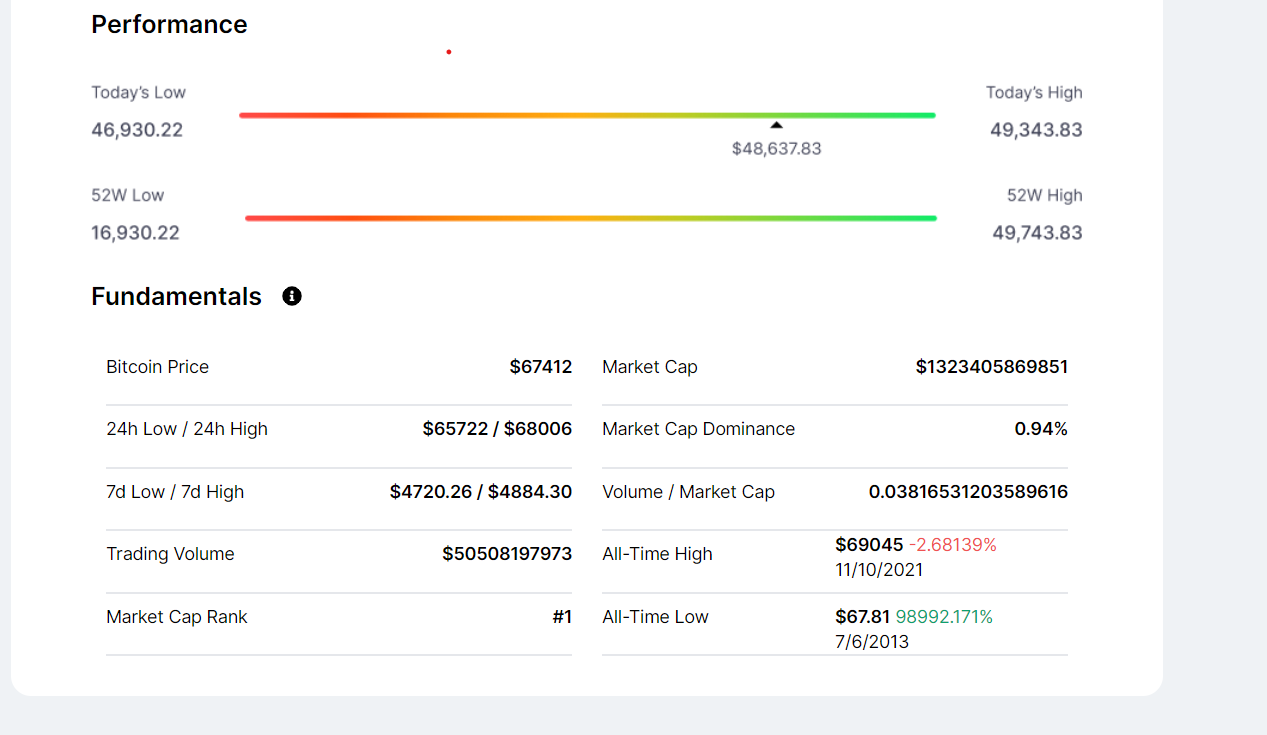 Performance
Today's Low
Today's High
46,930.22
49,343.83
$48,637.83
52W Low
52W High
16,930.22
49,743.83
Fundamentals
Bitcoin Price $67412
Market Cap $1323405869851
24h Low / 24h High $65722 / $68006
Market Cap Dominance 0.94%
7d Low / 7d High $4720.26 / $4884.30
Volume / Market Cap 0.03816531203589616
Trading Volume $50508197973
All-Time High $69045 -2.68139%
11/10/2021
Market Cap Rank #1
All-Time Low $67.81 98992.171%
7/6/2013